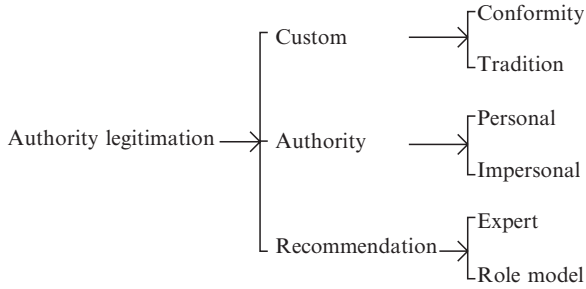 Conformity
Custom
Tradition
Personal
Authority legitimation
Authority
Impersonal
Expert
Recommendation
Role model